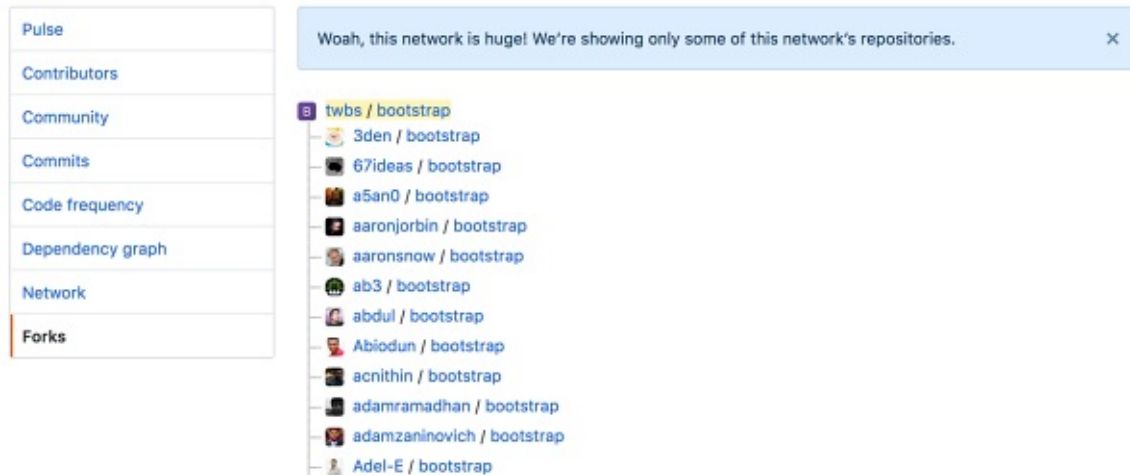 Pulse
Contributors
Community
Commits
Code frequency
Dependency graph
Network
Forks
Woah, this network is huge! We're showing only some of this network's repositories.
B twbs / bootstrap
3den / bootstrap
67ideas / bootstrap
a5an0 / bootstrap
aaronjorbin / bootstrap
aaronsnow / bootstrap
ab3 / bootstrap
abdul / bootstrap
Abiodun / bootstrap
acnithin / bootstrap
adamramadhan / bootstrap
adamzaninovich / bootstrap
Adel-E / bootstrap